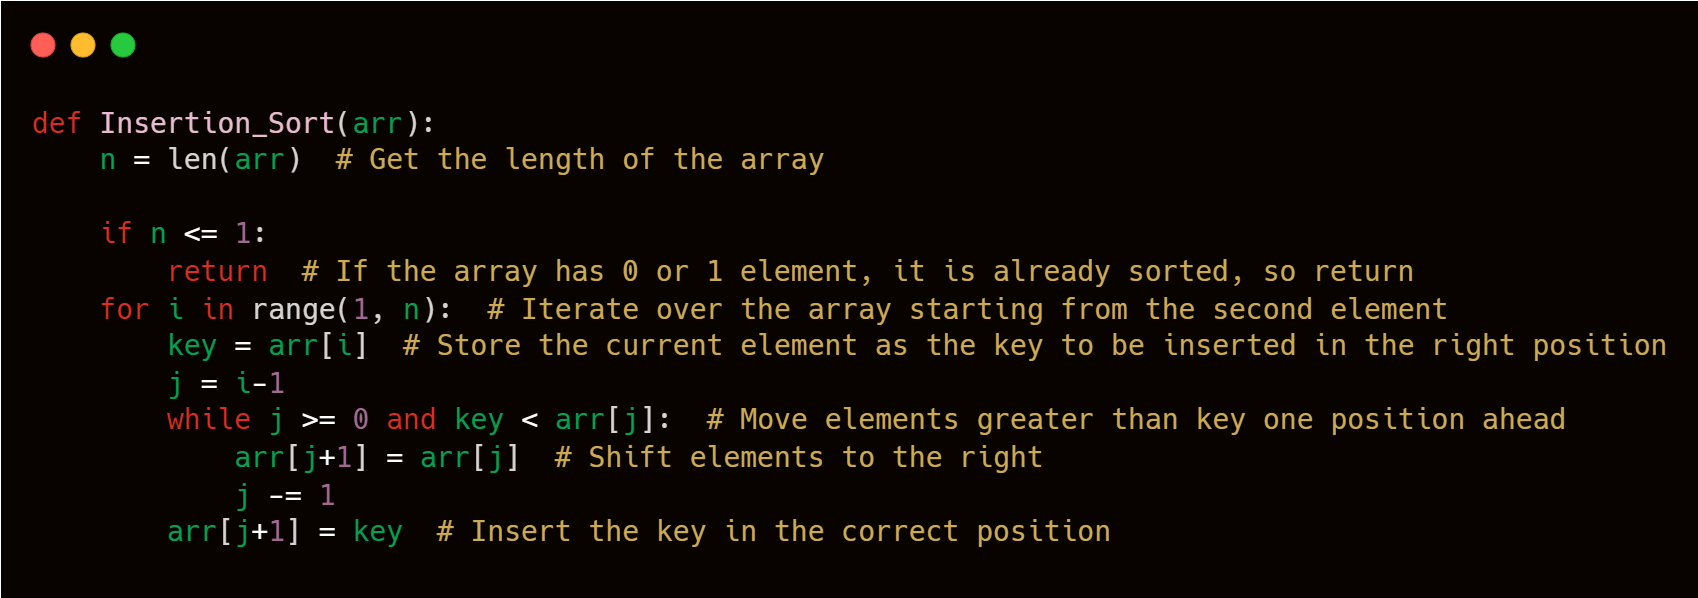 def Insertion_Sort(arr):
    n = len(arr)  # Get the length of the array

    if n <= 1:
        return  # If the array has 0 or 1 element, it is already sorted, so return
    for i in range(1, n):  # Iterate over the array starting from the second element
        key = arr[i]  # Store the current element as the key to be inserted in the right position
        j = i-1
        while j >= 0 and key < arr[j]:  # Move elements greater than key one position ahead
            arr[j+1] = arr[j]  # Shift elements to the right
            j -= 1
        arr[j+1] = key  # Insert the key in the correct position